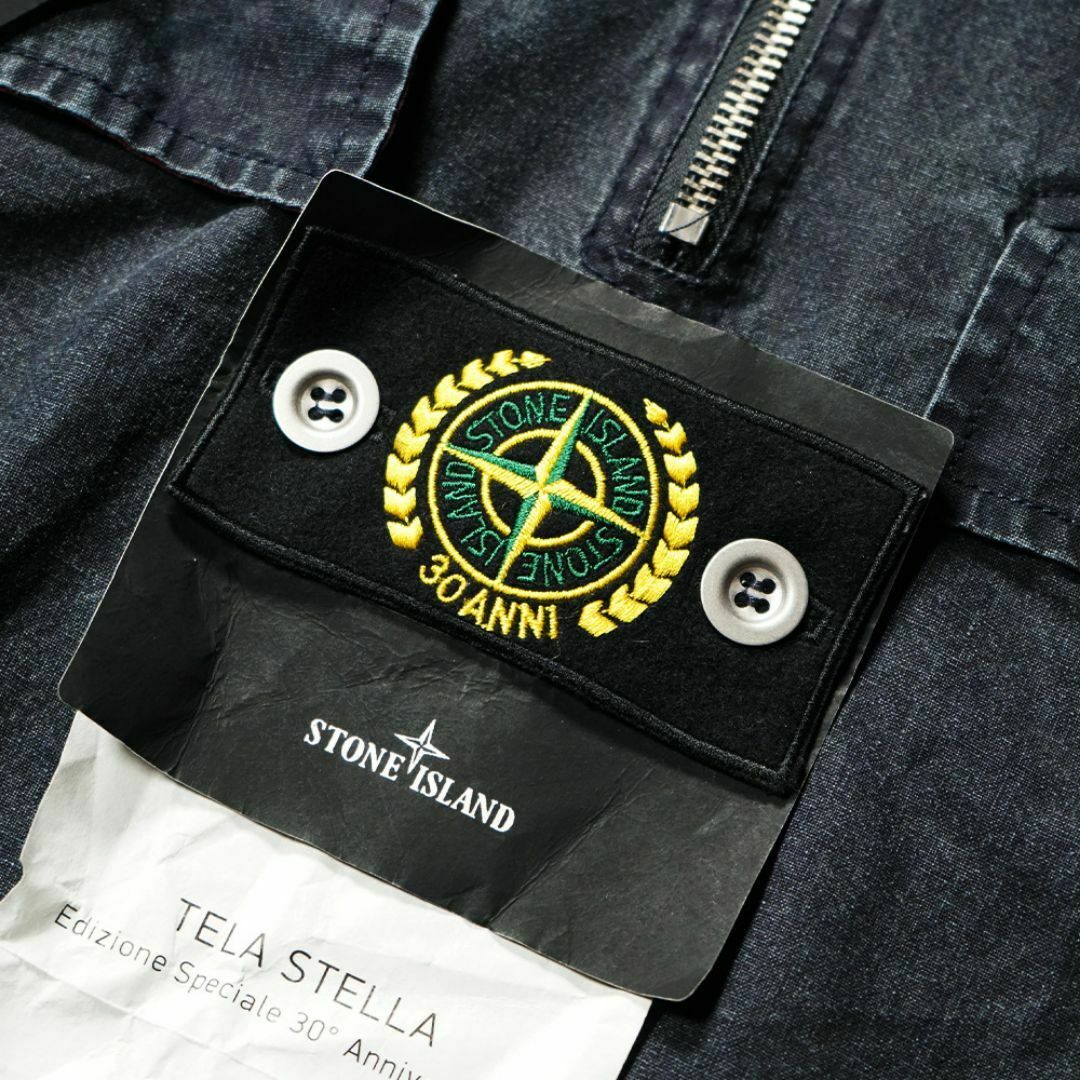 STONE ISLAND
STONE ISLAND
30 ANNI
STONE ISLAND
TELA STELLA
Edizione Speciale 30°